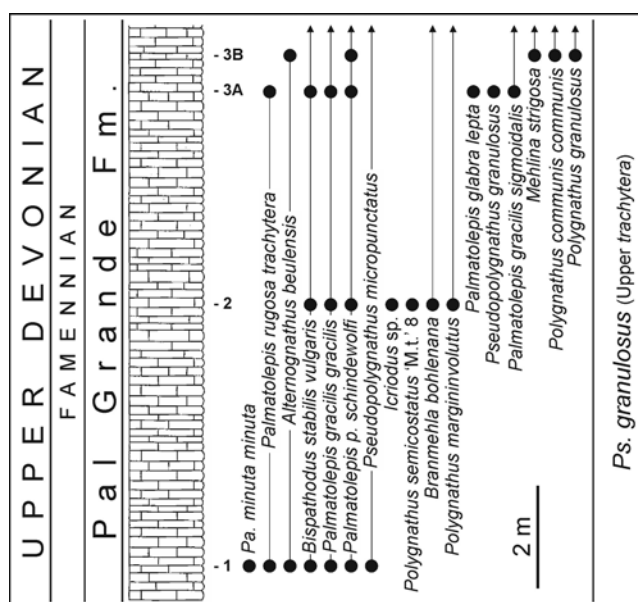 UPPER DEVONIAN
FAMENNIAN
Pal Grande Fm.
- 3B
- 3A
- 2
- 1
Pa. minuta minuta
Palmatolepis rugosa trachytera
Alternognathus beulensis
Bispathodus stabilis vulgaris
Palmatolepis gracilis gracilis
Palmatolepis p. schindewolfi
Pseudopolygnathus micropunctatus
Icriodus sp.
Polygnathus semicostatus 'M.t.' 8
Branmehla bohlenana
Polygnathus margininvolutus
Palmatolepis glabra lepta
Pseudopolygnathus granulosus
Palmatolepis gracilis sigmoidalis
Mehlina strigosa
Polygnathus communis communis
Polygnathus granulosus
2 m
Ps. granulosus (Upper trachytera)